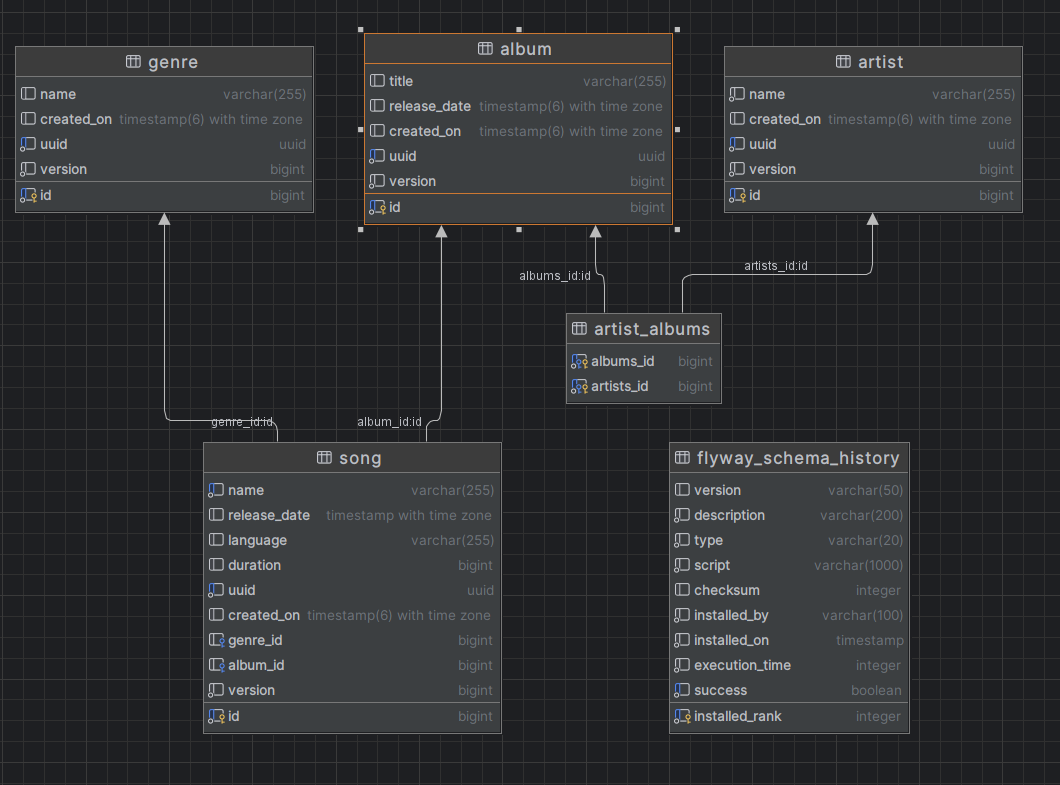 genre
name varchar(255)
created_on timestamp(6) with time zone
uuid uuid
version bigint
id bigint
album
title varchar(255)
release_date timestamp(6) with time zone
created_on timestamp(6) with time zone
uuid uuid
version bigint
id bigint
artist
name varchar(255)
created_on timestamp(6) with time zone
uuid uuid
version bigint
id bigint
albums_id:id
artists_id:id
artist_albums
albums_id bigint
artists_id bigint
genre_id:id
album_id:id
song
name varchar(255)
release_date timestamp with time zone
language varchar(255)
duration bigint
uuid uuid
created_on timestamp(6) with time zone
genre_id bigint
album_id bigint
version bigint
id bigint
flyway_schema_history
version varchar(50)
description varchar(200)
type varchar(20)
script varchar(1000)
checksum integer
installed_by varchar(100)
installed_on timestamp
execution_time integer
success boolean
installed_rank integer